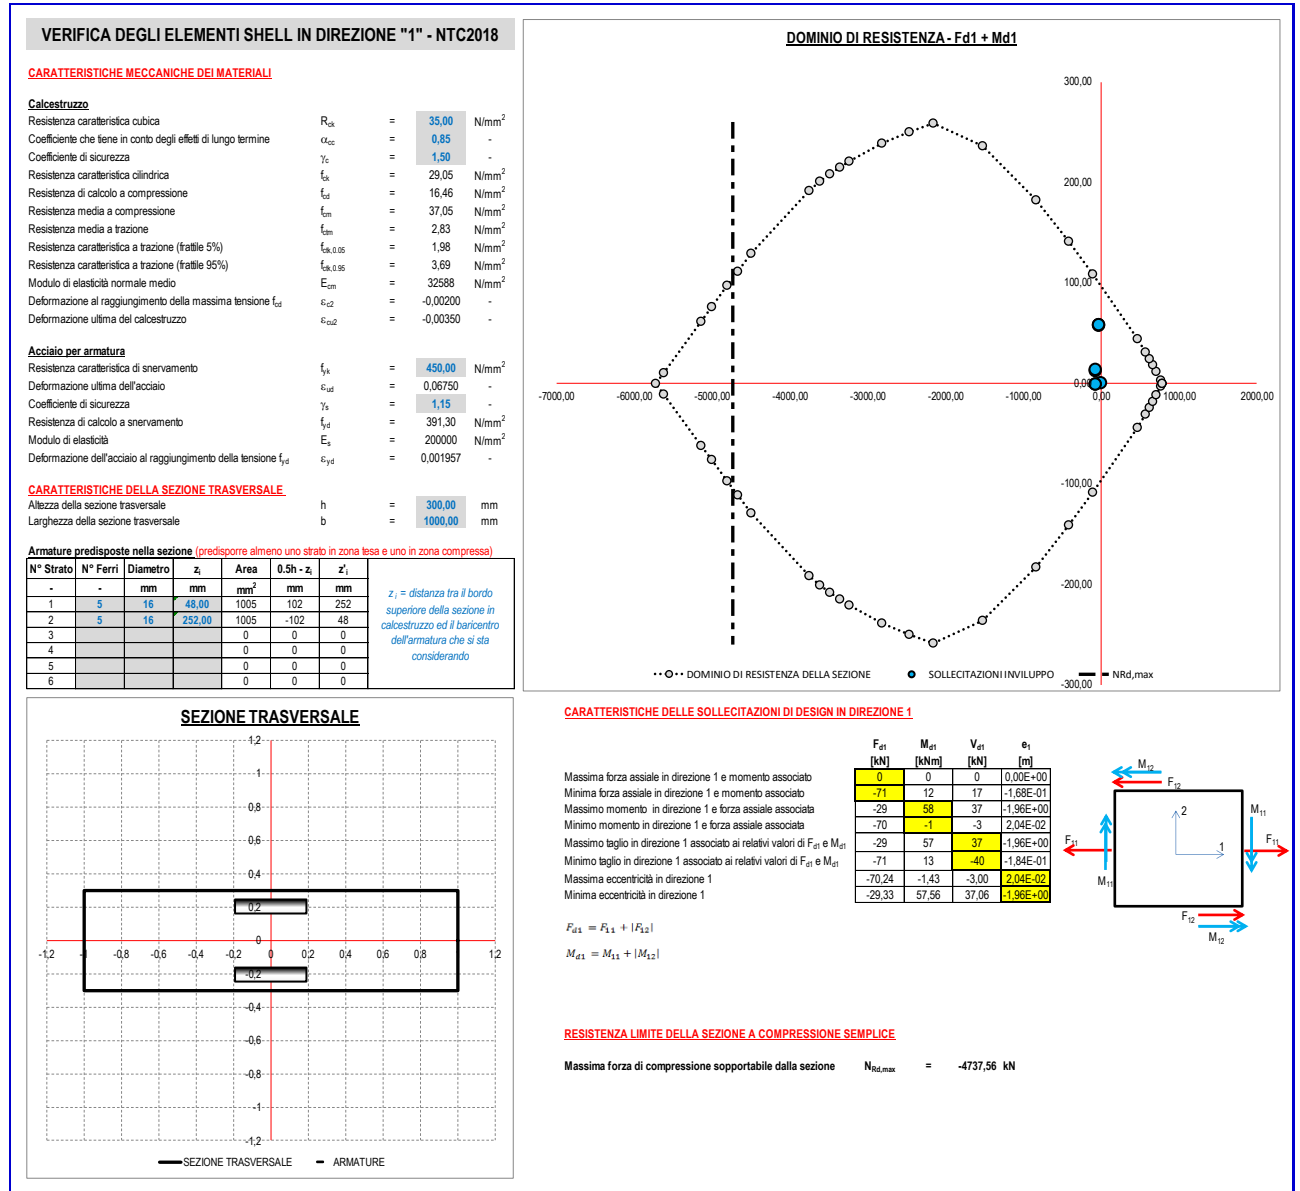 VERIFICA DEGLI ELEMENTI SHELL IN DIREZIONE "1" - NTC2018
CARATTERISTICHE MECCANICHE DEI MATERIALI
Calcestruzzo
Resistenza caratteristica cubica Rck = 35,00 N/mm²
Coefficiente che tiene in conto degli effetti di lungo termine αcc = 0,85 -
Coefficiente di sicurezza γc = 1,50 -
Resistenza caratteristica cilindrica fck = 29,05 N/mm²
Resistenza di calcolo a compressione fcd = 16,46 N/mm²
Resistenza media a compressione fcm = 37,05 N/mm²
Resistenza media a trazione fctm = 2,83 N/mm²
Resistenza caratteristica a trazione (frattile 5%) fctk,0.05 = 1,98 N/mm²
Resistenza caratteristica a trazione (frattile 95%) fctk,0.95 = 3,69 N/mm²
Modulo di elasticità normale medio Ecm = 32588 N/mm²
Deformazione al raggiungimento della massima tensione fcd εc2 = -0,00200 -
Deformazione ultima del calcestruzzo εcu2 = -0,00350 -
Acciaio per armatura
Resistenza caratteristica di snervamento fyk = 450,00 N/mm²
Deformazione ultima dell'acciaio εud = 0,06750 -
Coefficiente di sicurezza γs = 1,15 -
Resistenza di calcolo a snervamento fyd = 391,30 N/mm²
Modulo di elasticità Es = 200000 N/mm²
Deformazione dell'acciaio al raggiungimento della tensione fyd εyd = 0,001957 -
CARATTERISTICHE DELLA SEZIONE TRASVERSALE
Altezza della sezione trasversale h = 300,00 mm
Larghezza della sezione trasversale b = 1000,00 mm
Armature predisposte nella sezione (predisporre almeno uno strato in zona tesa e uno in zona compressa)
N° Strato N° Ferri Diametro zi Area 0.5h - zi z'i
- - mm mm mm² mm mm
1 5 16 48,00 1005 102 252
2 5 16 252,00 1005 -102 48
3 0 0 0
4 0 0 0
5 0 0 0
6 0 0 0
zi = distanza tra il bordo
superiore della sezione in
calcestruzzo ed il baricentro
dell'armatura che si sta
considerando
DOMINIO DI RESISTENZA - Fd1 + Md1
300,00
200,00
100,00
0,00
-7000,00 -6000,00 -5000,00 -4000,00 -3000,00 -2000,00 -1000,00 0,00 1000,00 2000,00
-100,00
-200,00
-300,00
DOMINIO DI RESISTENZA DELLA SEZIONE SOLLECITAZIONI INVILUPPO NRd,max
SEZIONE TRASVERSALE
1,2
1
0,8
0,6
0,4
0,2
0
-1,2 -1 -0,8 -0,6 -0,4 -0,2 0 0,2 0,4 0,6 0,8 1 1,2
-0,2
-0,4
-0,6
-0,8
-1
-1,2
SEZIONE TRASVERSALE ARMATURE
CARATTERISTICHE DELLE SOLLECITAZIONI DI DESIGN IN DIREZIONE 1
Fd1 Md1 Vd1 e1
[kN] [kNm] [kN] [m]
Massima forza assiale in direzione 1 e momento associato 0 0 0 0,00E+00
Minima forza assiale in direzione 1 e momento associato -71 12 17 -1,68E-01
Massimo momento in direzione 1 e forza assiale associata -29 58 37 -1,96E+00
Minimo momento in direzione 1 e forza assiale associata -70 -1 -3 2,04E-02
Massimo taglio in direzione 1 associato ai relativi valori di Fd1 e Md1 -29 57 37 -1,96E+00
Minimo taglio in direzione 1 associato ai relativi valori di Fd1 e Md1 -71 13 -40 -1,84E-01
Massima eccentricità in direzione 1 -70,24 -1,43 -3,00 2,04E-02
Minima eccentricità in direzione 1 -29,33 57,56 37,06 -1,96E+00
Fd1 = F11 + |F12|
Md1 = M11 + |M12|
M12
F12
2
M11
F11
F11
1
M11
F12
M12
RESISTENZA LIMITE DELLA SEZIONE A COMPRESSIONE SEMPLICE
Massima forza di compressione sopportabile dalla sezione NRd,max = -4737,56 kN